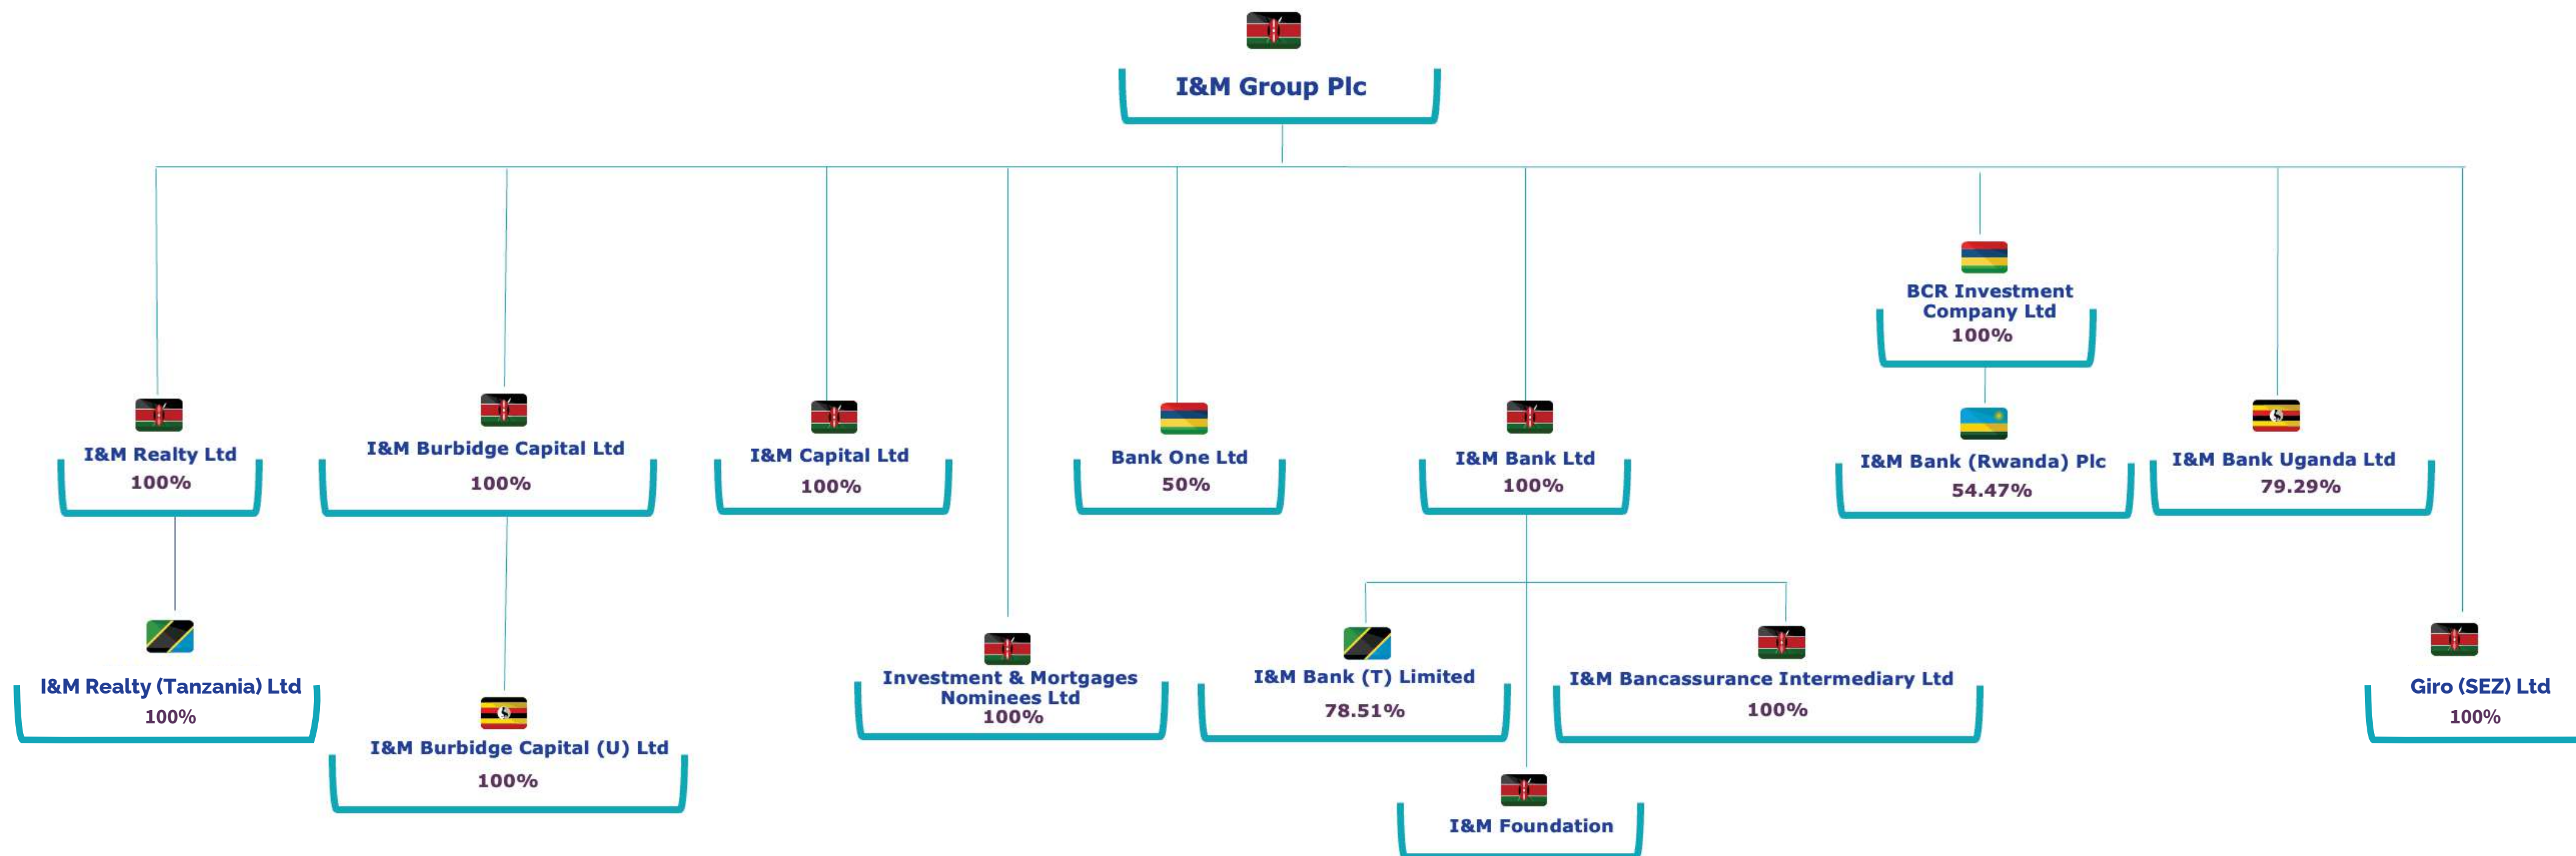 I&M Group Plc
BCR Investment
Company Ltd
100%
I&M Realty Ltd
100%
I&M Burbidge Capital Ltd
100%
I&M Capital Ltd
100%
Bank One Ltd
50%
I&M Bank Ltd
100%
I&M Bank (Rwanda) Plc
54.47%
I&M Bank Uganda Ltd
79.29%
I&M Realty (Tanzania) Ltd
100%
I&M Burbidge Capital (U) Ltd
100%
Investment & Mortgages
Nominees Ltd
100%
I&M Bank (T) Limited
78.51%
I&M Bancassurance Intermediary Ltd
100%
Giro (SEZ) Ltd
100%
I&M Foundation